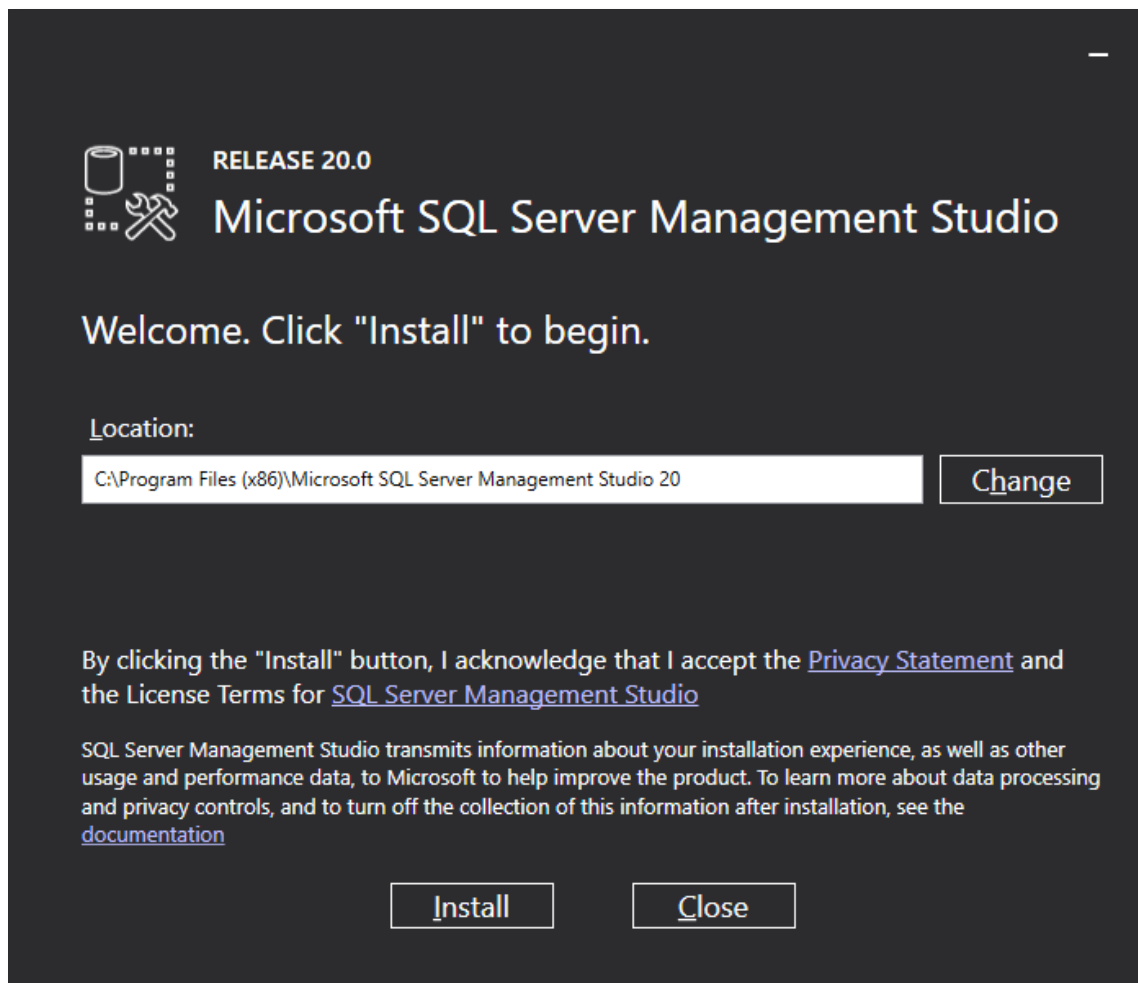 RELEASE 20.0
Microsoft SQL Server Management Studio
Welcome. Click "Install" to begin.
Location:
C:\Program Files (x86)\Microsoft SQL Server Management Studio 20
Change
By clicking the "Install" button, I acknowledge that I accept the Privacy Statement and
the License Terms for SQL Server Management Studio
SQL Server Management Studio transmits information about your installation experience, as well as other
usage and performance data, to Microsoft to help improve the product. To learn more about data processing
and privacy controls, and to turn off the collection of this information after installation, see the
documentation
Install
Close